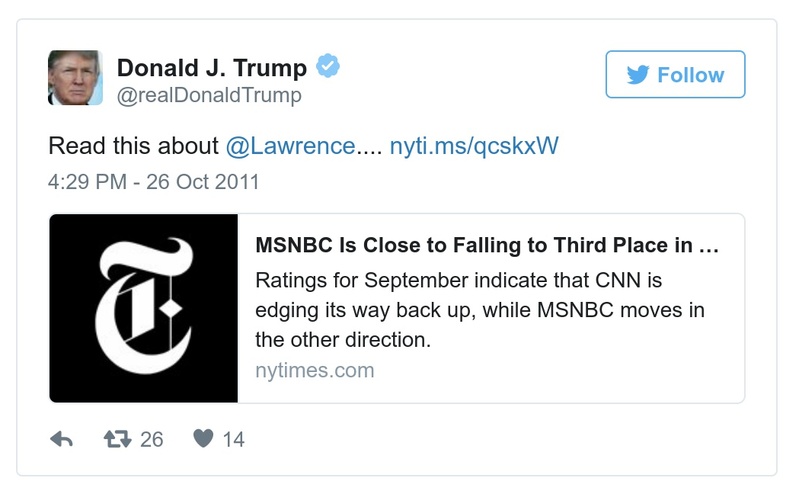 Donald J. Trump
@realDonaldTrump
Follow
Read this about @Lawrence.... nyti.ms/qcskxW
4:29 PM - 26 Oct 2011
MSNBC Is Close to Falling to Third Place in ...
Ratings for September indicate that CNN is
edging its way back up, while MSNBC moves in
the other direction.
nytimes.com
26
14